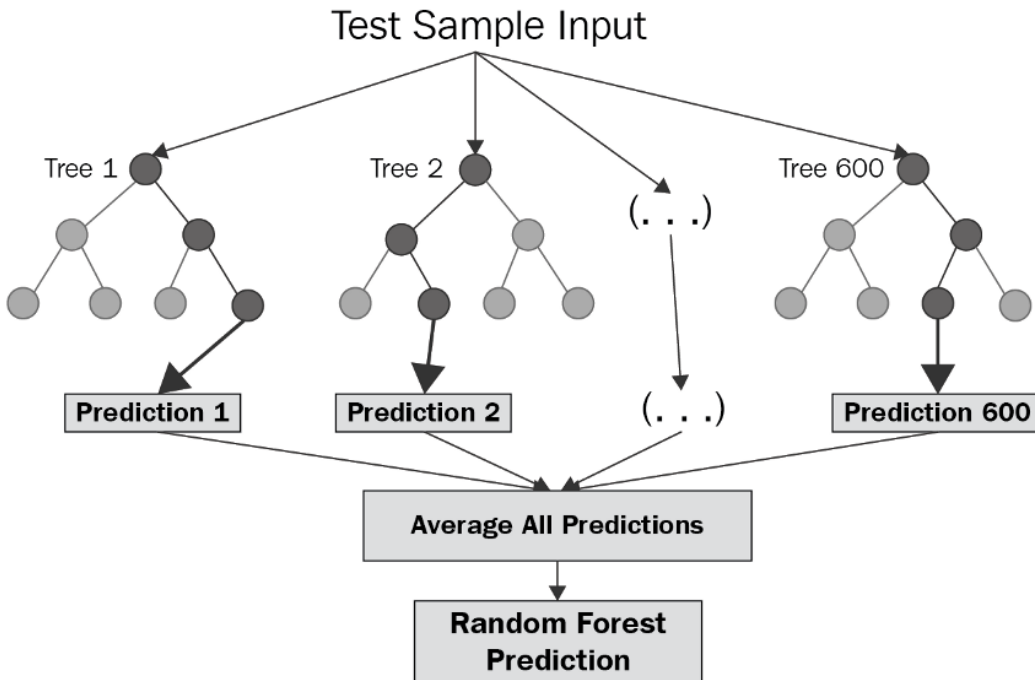 Test Sample Input
Tree 1
Tree 2
Tree 600
(. . .)
Prediction 1
Prediction 2
(. . .)
Prediction 600
Average All Predictions
Random Forest
Prediction